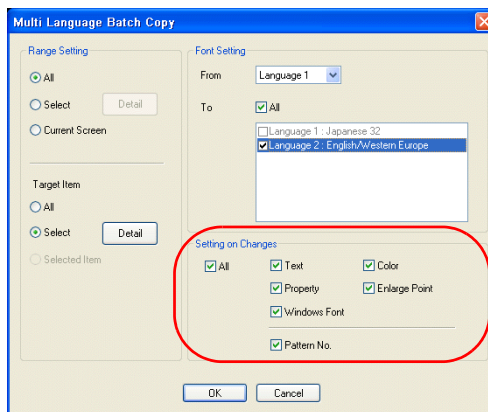 Multi Language Batch Copy
Range Setting
All
Select
Detail
Current Screen
Target Item
All
Select
Detail
Selected Item
Font Setting
From
Language 1
To
All
Language 1 : Japanese 32
Language 2 : English/Western Europe
Setting on Changes
All
Text
Color
Property
Enlarge Point
Windows Font
Pattern No.
OK
Cancel